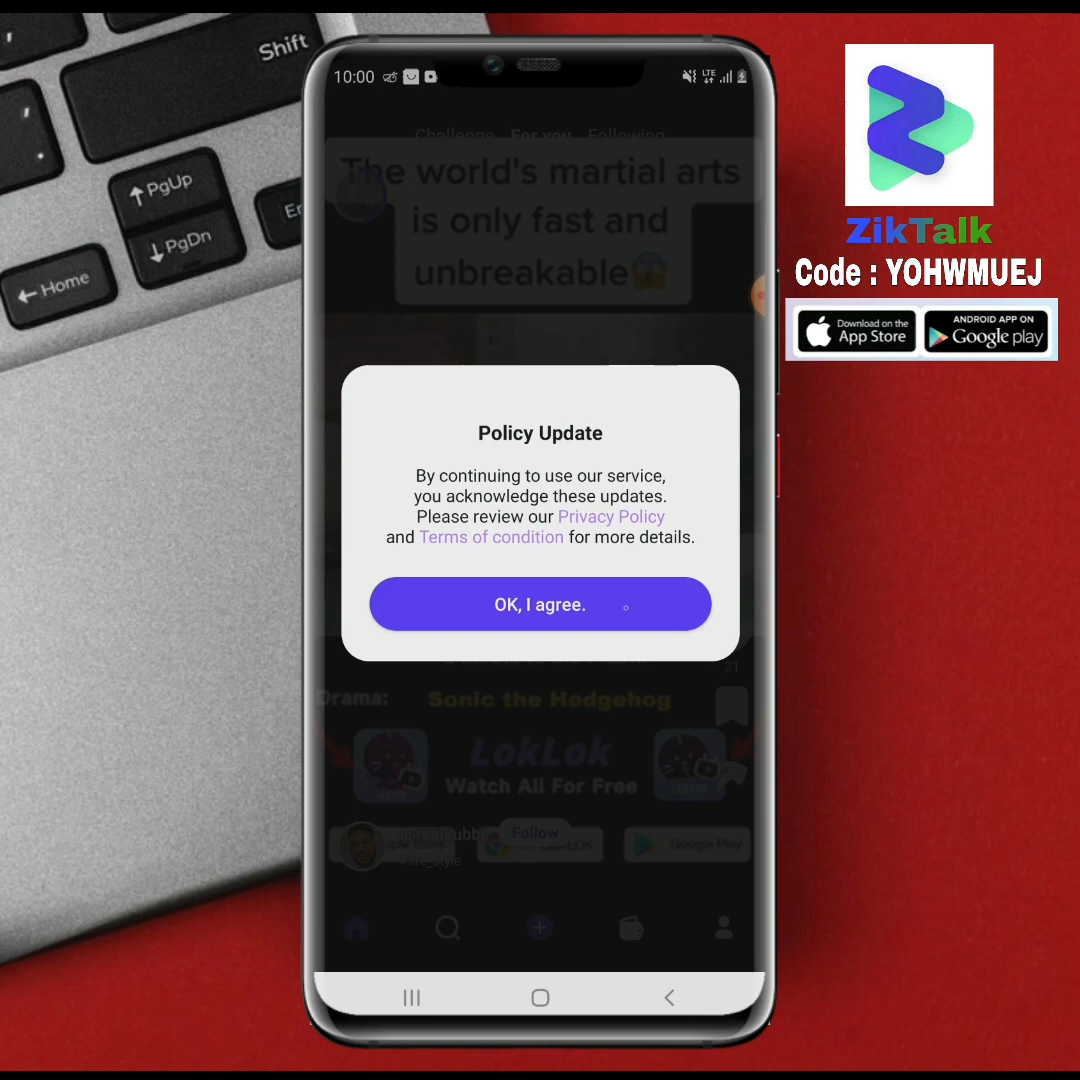 Shift
PgUp
PgDn
Home
10:00
LTE
Challenge For you Following
The world's martial arts
is only fast and
unbreakable😱
Policy Update
By continuing to use our service,
you acknowledge these updates.
Please review our Privacy Policy
and Terms of condition for more details.
OK, I agree.
21
Drama: Sonic the Hedgehog
LokLok
Watch All For Free
Follow
Google Play
ZikTalk
Code : YOHWMUEJ
Download on the
App Store
ANDROID APP ON
Google play